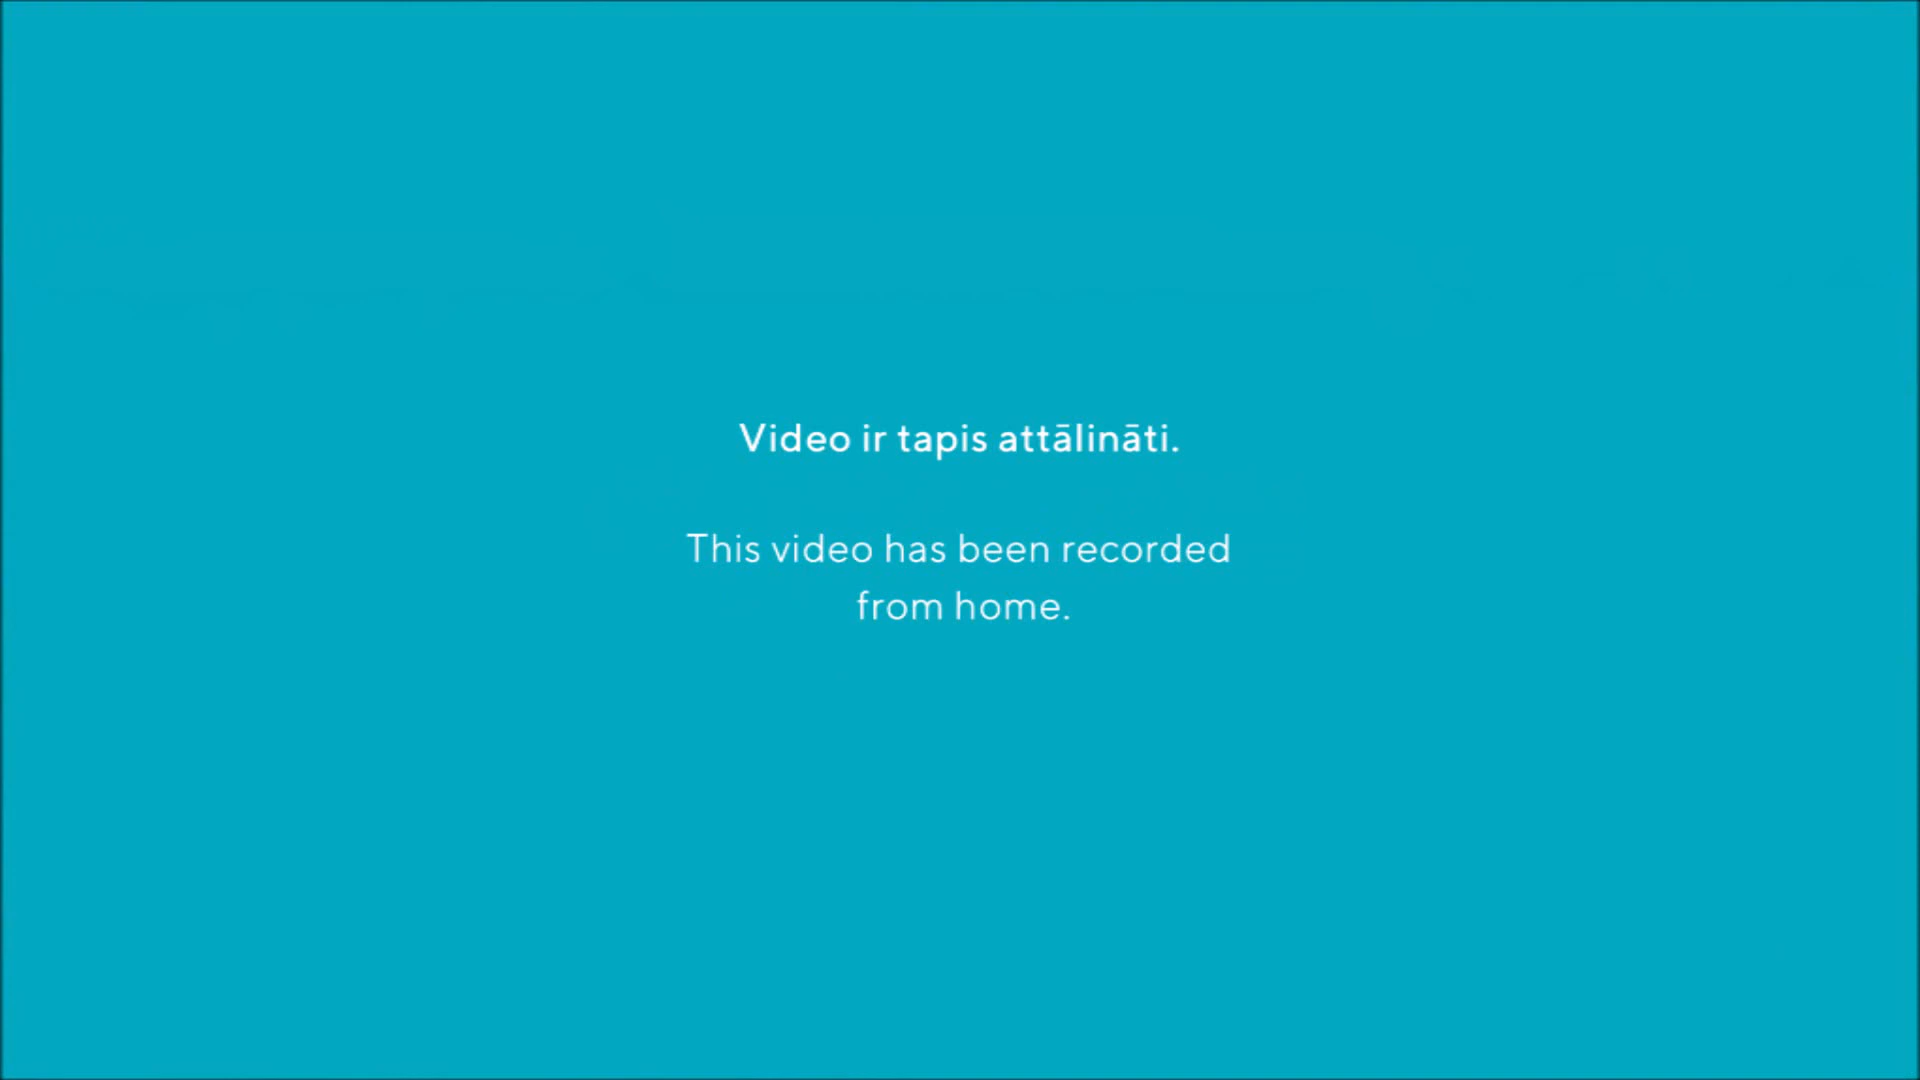 Video ir tapis attālināti.
This video has been recorded
from home.